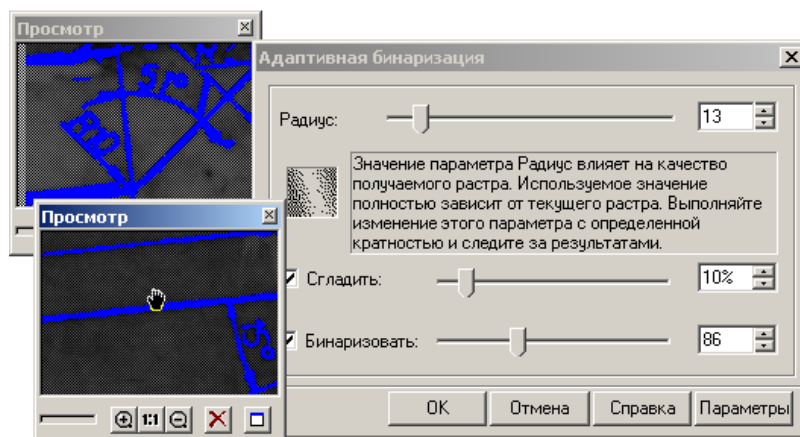 Просмотр
Адаптивная бинаризация
51°
Радиус:
13
Значение параметра Радиус влияет на качество
получаемого растра. Используемое значение
полностью зависит от текущего растра. Выполняйте
изменение этого параметра с определенной
кратностью и следите за результатами.
Просмотр
Сгладить:
10%
Бинаризовать:
86
1:1
ОК
Отмена
Справка
Параметры